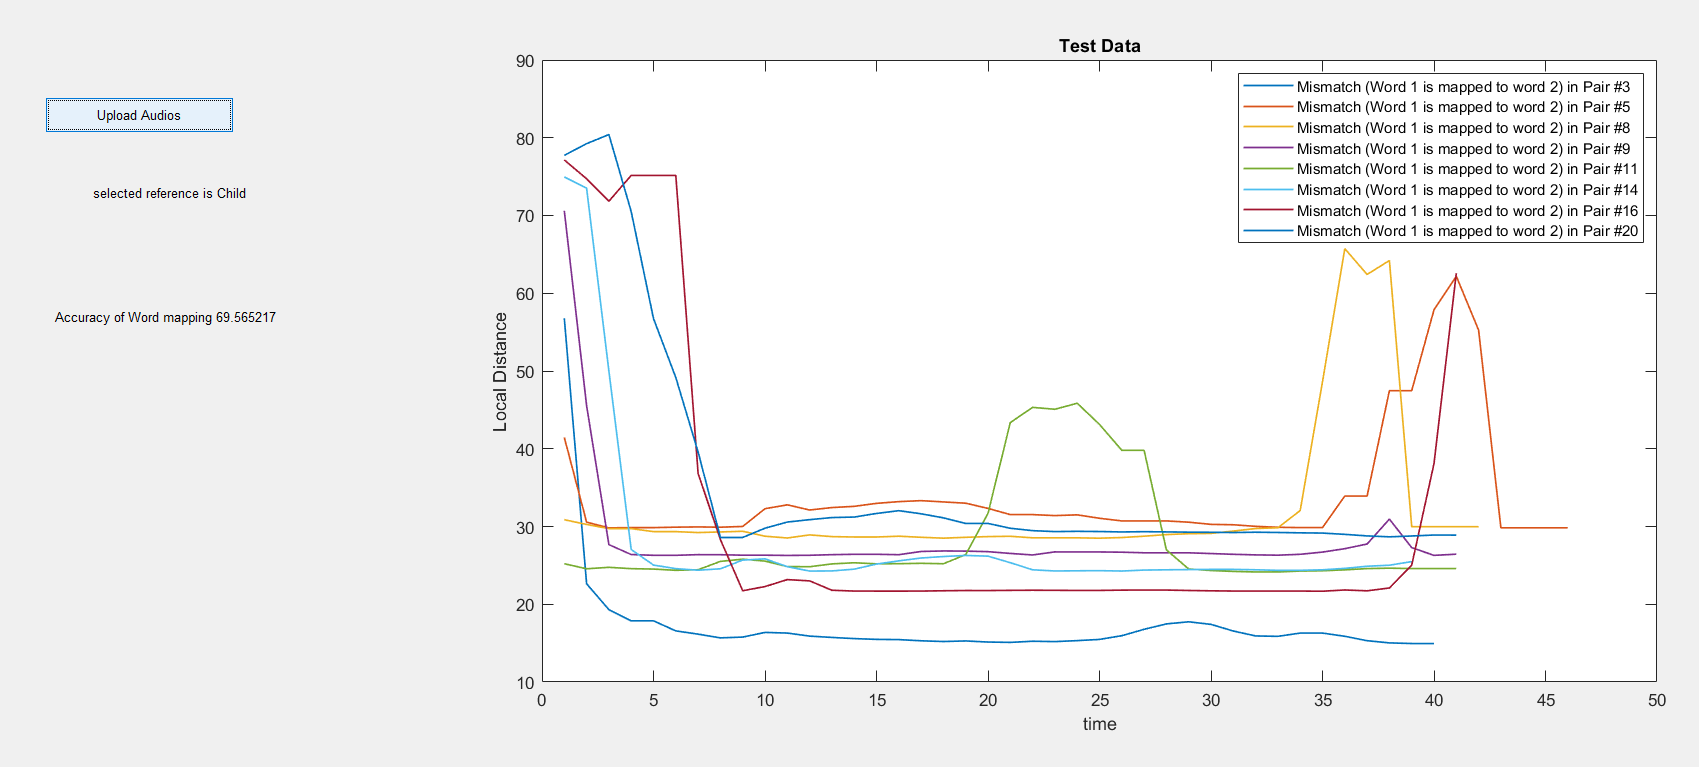 Upload Audios
selected reference is Child
Accuracy of Word mapping 69.565217
Test Data
90
80
70
60
50
40
30
20
10
Local Distance
0 5 10 15 20 25 30 35 40 45 50
time
Mismatch (Word 1 is mapped to word 2) in Pair #3
Mismatch (Word 1 is mapped to word 2) in Pair #5
Mismatch (Word 1 is mapped to word 2) in Pair #8
Mismatch (Word 1 is mapped to word 2) in Pair #9
Mismatch (Word 1 is mapped to word 2) in Pair #11
Mismatch (Word 1 is mapped to word 2) in Pair #14
Mismatch (Word 1 is mapped to word 2) in Pair #16
Mismatch (Word 1 is mapped to word 2) in Pair #20